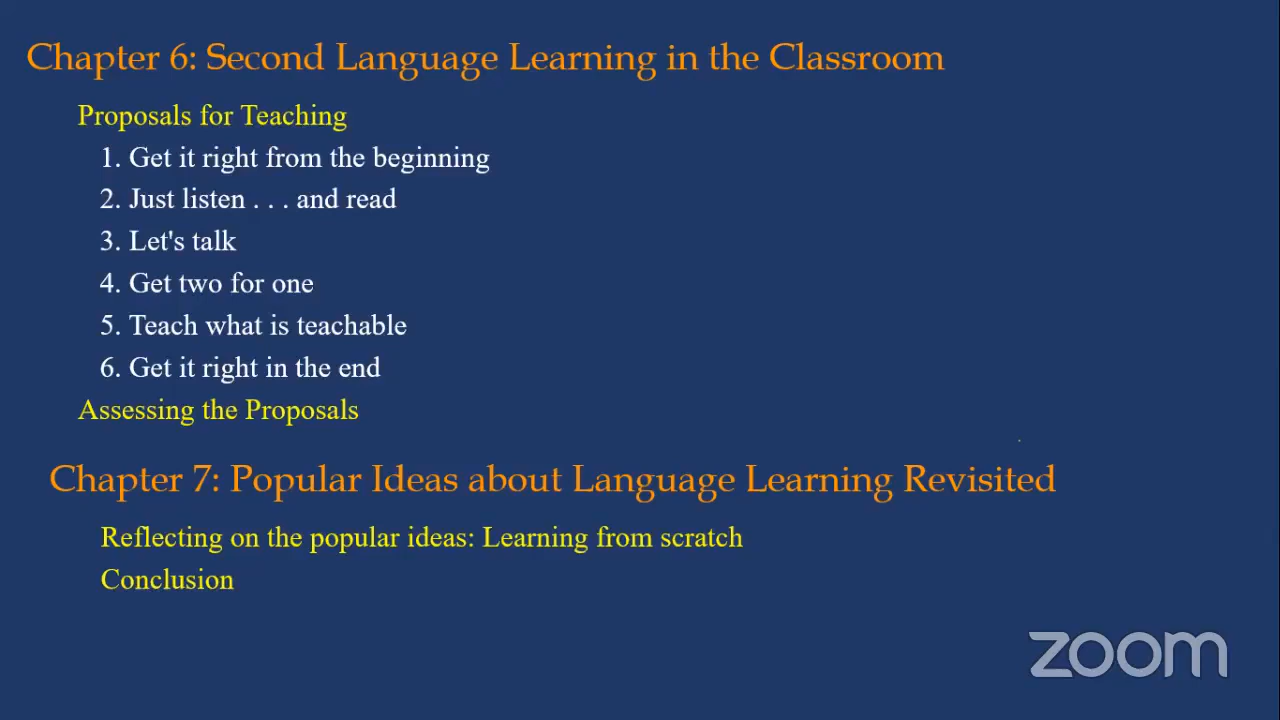 Chapter 6: Second Language Learning in the Classroom
Proposals for Teaching
1. Get it right from the beginning
2. Just listen . . . and read
3. Let's talk
4. Get two for one
5. Teach what is teachable
6. Get it right in the end
Assessing the Proposals
Chapter 7: Popular Ideas about Language Learning Revisited
Reflecting on the popular ideas: Learning from scratch
Conclusion
zoom